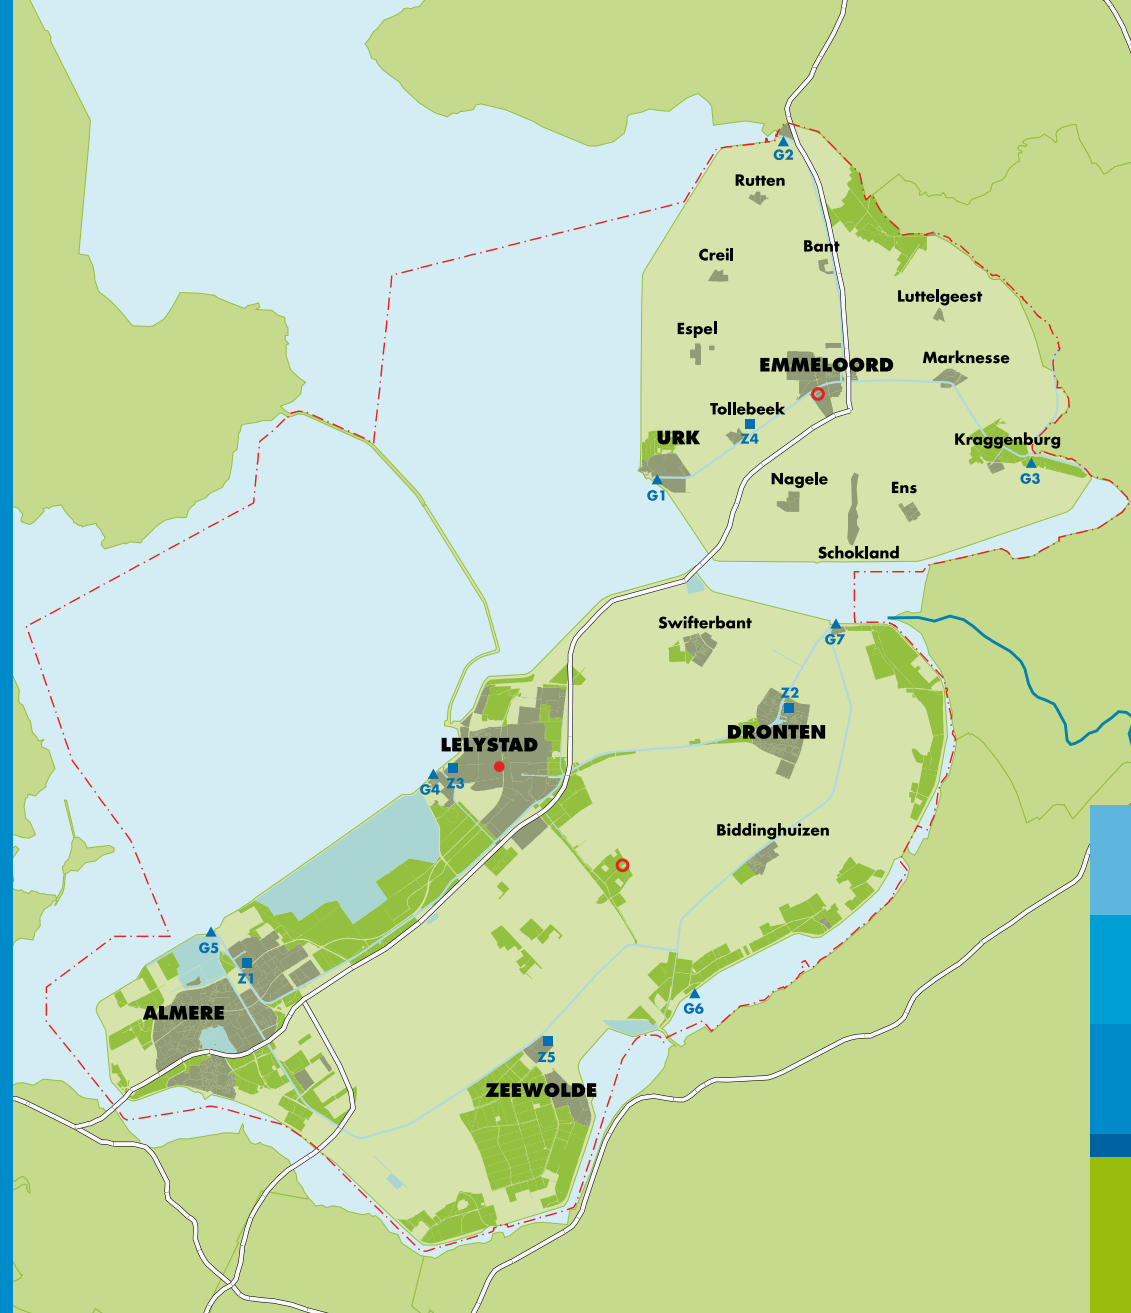 G2
Rutten
Bant
Creil
Luttelgeest
Espel
Marknesse
EMMELOORD
Tollebeek
Z4
URK
Kraggenburg
G3
Nagele
Ens
G1
Schokland
Swifterbant
G7
Z2
DRONTEN
LELYSTAD
Z3
G4
Biddinghuizen
G5
Z1
G6
ALMERE
Z5
ZEEWOLDE